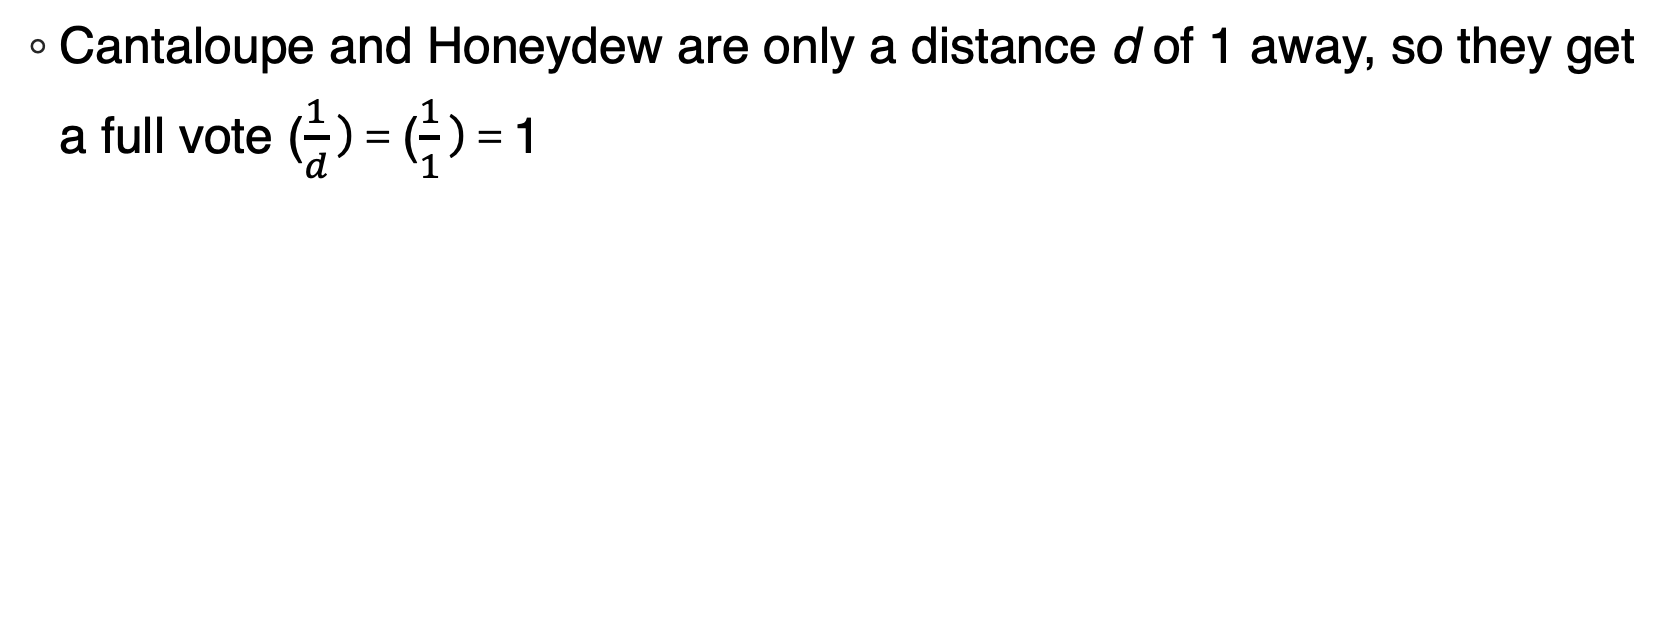 ◦ Cantaloupe and Honeydew are only a distance d of 1 away, so they get
a full vote (1/d) = (1/1) = 1